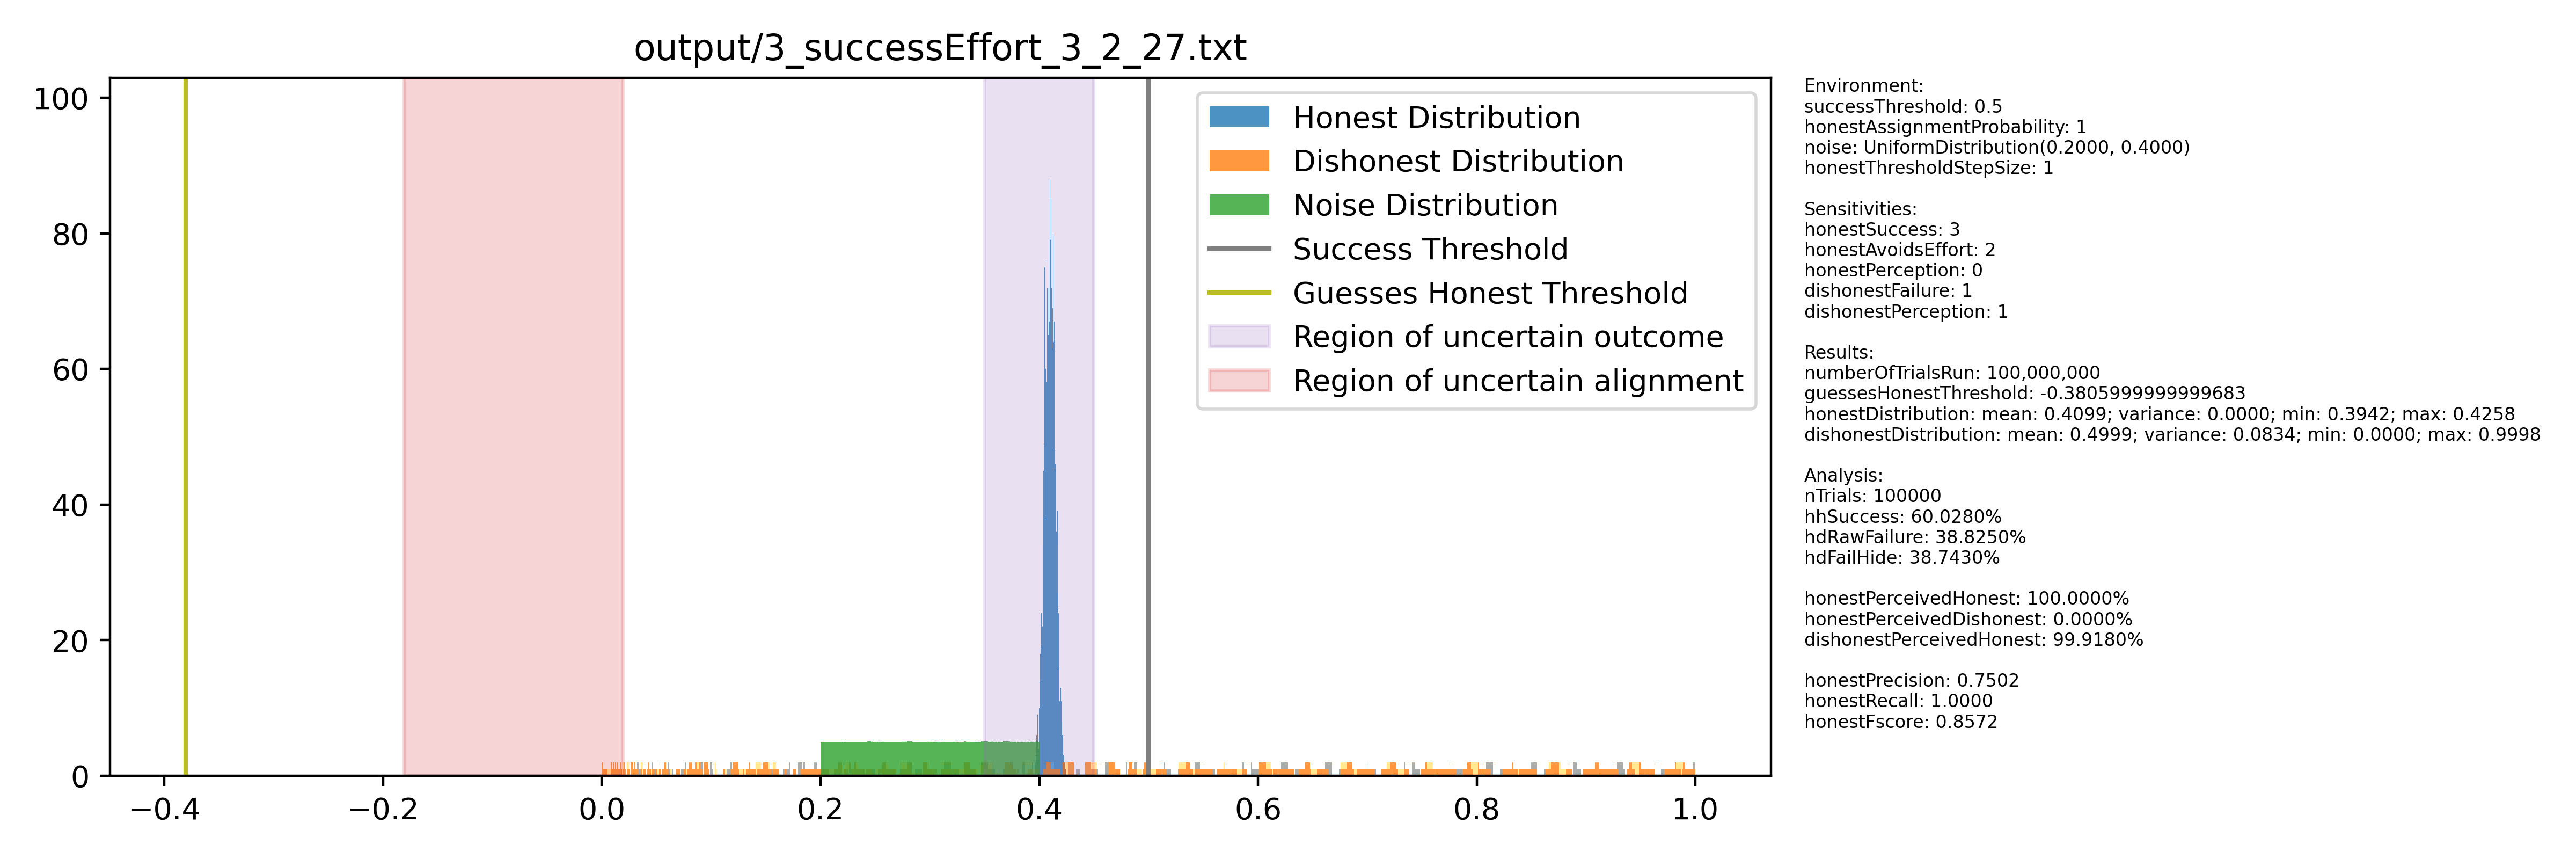 output/3_successEffort_3_2_27.txt
100
80
60
40
20
0
−0.4
−0.2
0.0
0.2
0.4
0.6
0.8
1.0
Honest Distribution
Dishonest Distribution
Noise Distribution
Success Threshold
Guesses Honest Threshold
Region of uncertain outcome
Region of uncertain alignment
Environment:
successThreshold: 0.5
honestAssignmentProbability: 1
noise: UniformDistribution(0.2000, 0.4000)
honestThresholdStepSize: 1
Sensitivities:
honestSuccess: 3
honestAvoidsEffort: 2
honestPerception: 0
dishonestFailure: 1
dishonestPerception: 1
Results:
numberOfTrialsRun: 100,000,000
guessesHonestThreshold: -0.3805999999999683
honestDistribution: mean: 0.4099; variance: 0.0000; min: 0.3942; max: 0.4258
dishonestDistribution: mean: 0.4999; variance: 0.0834; min: 0.0000; max: 0.9998
Analysis:
nTrials: 100000
hhSuccess: 60.0280%
hdRawFailure: 38.8250%
hdFailHide: 38.7430%
honestPerceivedHonest: 100.0000%
honestPerceivedDishonest: 0.0000%
dishonestPerceivedHonest: 99.9180%
honestPrecision: 0.7502
honestRecall: 1.0000
honestFscore: 0.8572